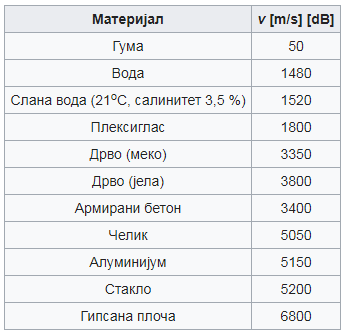 Материјал v [m/s] [dB]
Гума 50
Вода 1480
Слана вода (21⁰C, салинитет 3,5 %) 1520
Плексиглас 1800
Дрво (меко) 3350
Дрво (јела) 3800
Армирани бетон 3400
Челик 5050
Алуминијум 5150
Стакло 5200
Гипсана плоча 6800